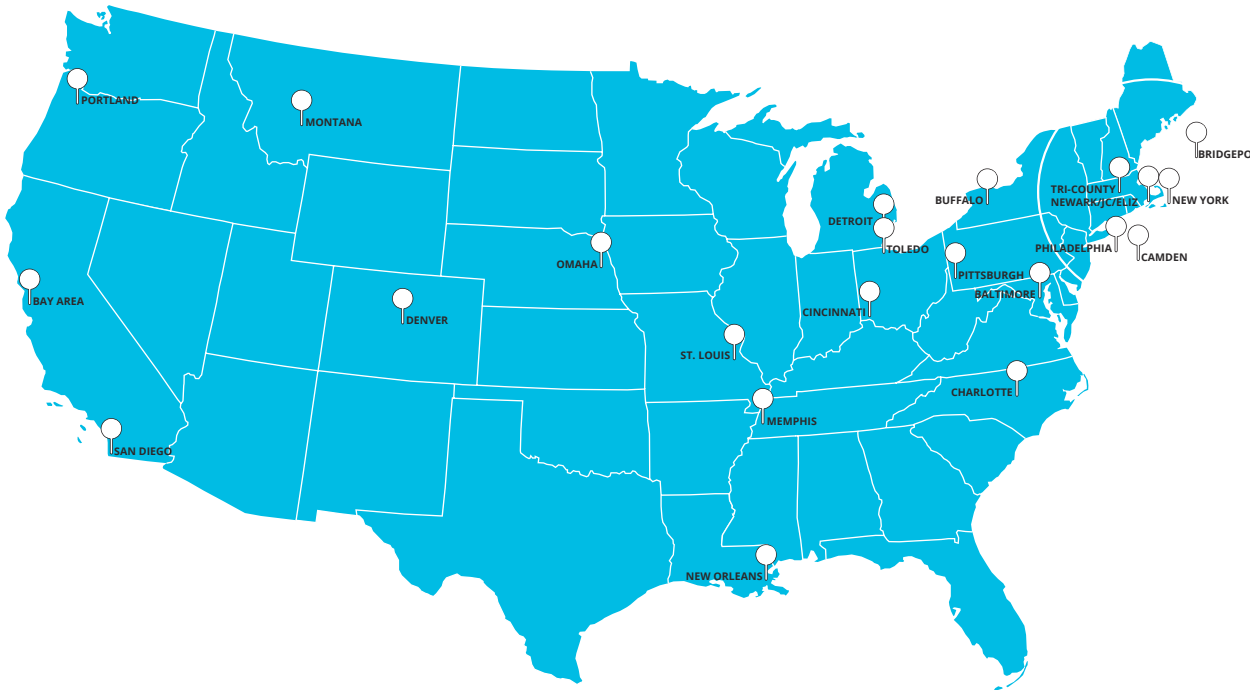 PORTLAND
MONTANA
BRIDGEPO
TRI-COUNTY
NEWARK/JC/ELIZ
NEW YORK
BUFFALO
DETROIT
TOLEDO
PHILADELPHIA
CAMDEN
OMAHA
PITTSBURGH
BALTIMORE
BAY AREA
DENVER
CINCINNATI
ST. LOUIS
CHARLOTTE
MEMPHIS
SAN DIEGO
NEW ORLEANS